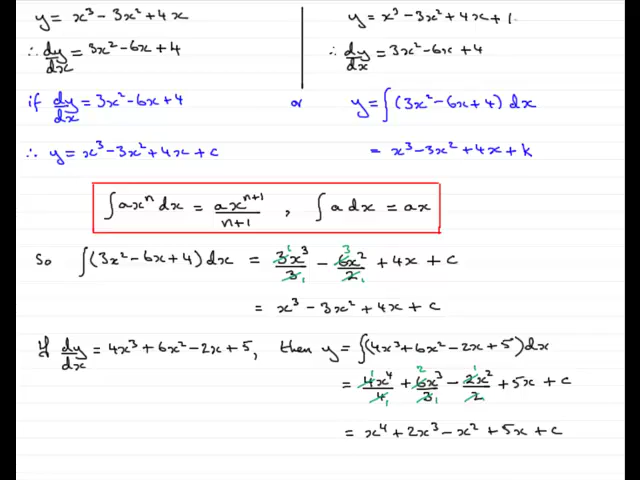 y = x³ − 3x² + 4x
∴ dy/dx = 3x² − 6x + 4
y = x³ − 3x² + 4x + 1
∴ dy/dx = 3x² − 6x + 4
if dy/dx = 3x² − 6x + 4 or y = ∫(3x² − 6x + 4) dx
∴ y = x³ − 3x² + 4x + c = x³ − 3x² + 4x + k
∫axⁿ dx = axⁿ⁺¹/n+1 , ∫a dx = ax
So ∫(3x² − 6x + 4) dx = 3x³/3 − 6x²/2 + 4x + c
= x³ − 3x² + 4x + c
If dy/dx = 4x³ + 6x² − 2x + 5, then y = ∫(4x³ + 6x² − 2x + 5) dx
= 4x⁴/4 + 6x³/3 − 2x²/2 + 5x + c
= x⁴ + 2x³ − x² + 5x + c